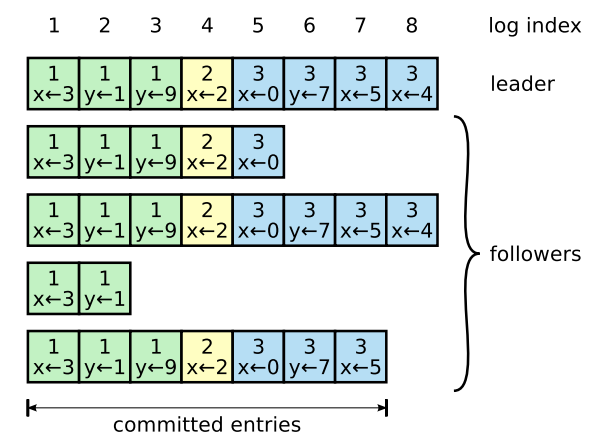 1 2 3 4 5 6 7 8 log index
1 1 1 2 3 3 3 3
x←3 y←1 y←9 x←2 x←0 y←7 x←5 x←4
leader
1 1 1 2 3
x←3 y←1 y←9 x←2 x←0
1 1 1 2 3 3 3 3
x←3 y←1 y←9 x←2 x←0 y←7 x←5 x←4
followers
1 1
x←3 y←1
1 1 1 2 3 3 3
x←3 y←1 y←9 x←2 x←0 y←7 x←5
committed entries